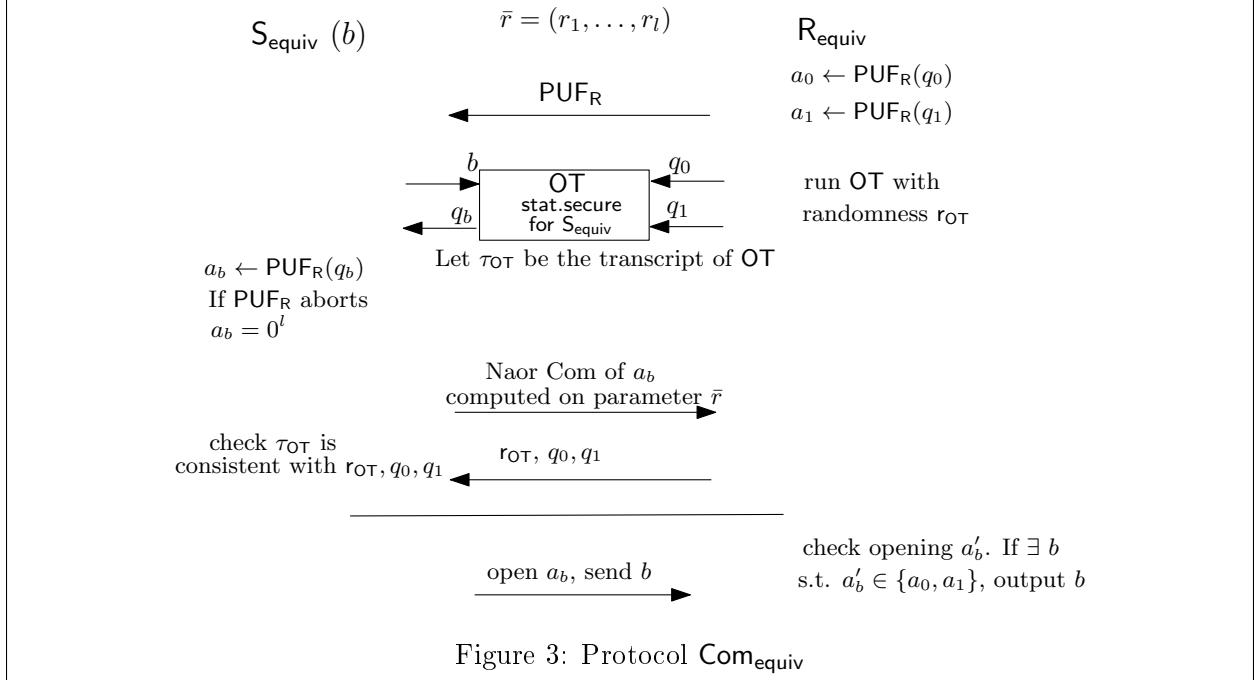 S_equiv (b)
r̄ = (r_1, . . . , r_l)
R_equiv
a_0 ← PUF_R(q_0)
a_1 ← PUF_R(q_1)
PUF_R
b
OT
stat.secure
for S_equiv
q_b
q_0
q_1
run OT with
randomness r_OT
Let τ_OT be the transcript of OT
a_b ← PUF_R(q_b)
If PUF_R aborts
a_b = 0^l
Naor Com of a_b
computed on parameter r̄
check τ_OT is
consistent with r_OT, q_0, q_1
r_OT, q_0, q_1
check opening a′_b. If ∃ b
s.t. a′_b ∈ {a_0, a_1}, output b
open a_b, send b
Figure 3: Protocol Com_equiv